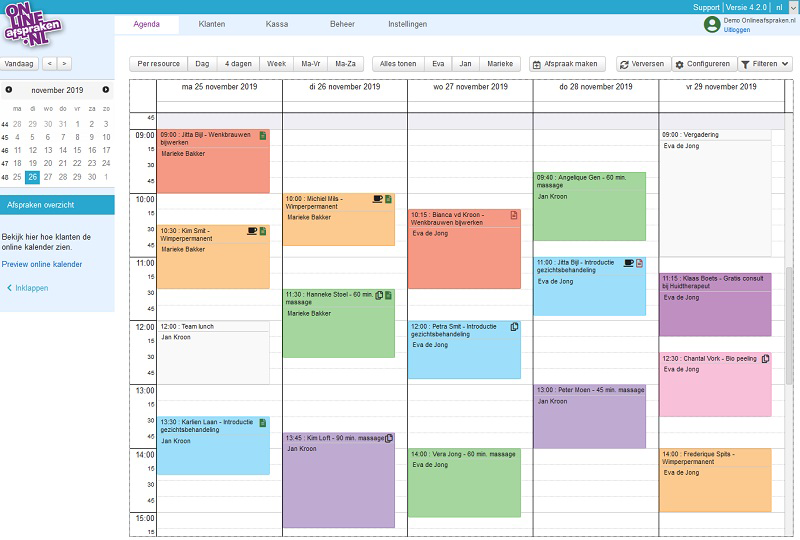 ONLINE
afspraken
.NL
Support | Versie 4.2.0 | nl
Agenda Klanten Kassa Beheer Instellingen
Demo Onlineafspraken.nl
Uitloggen
Vandaag < >
Per resource Dag 4 dagen Week Ma-Vr Ma-Za Alles tonen Eva Jan Marieke Afspraak maken Verversen Configureren Filteren
november 2019
ma di wo do vr za zo
44 28 29 30 31 1 2 3
45 4 5 6 7 8 9 10
46 11 12 13 14 15 16 17
47 18 19 20 21 22 23 24
48 25 26 27 28 29 30 1
Afspraken overzicht
Bekijk hier hoe klanten de
online kalender zien.
Preview online kalender
Inklappen
ma 25 november 2019 di 26 november 2019 wo 27 november 2019 do 28 november 2019 vr 29 november 2019
45
09:00
15
30
45
10:00
15
30
45
11:00
15
30
45
12:00
15
30
45
13:00
15
30
45
14:00
15
30
45
15:00
15
09:00 : Jitta Bijl - Wenkbrauwen
bijwerken
Marieke Bakker
10:30 : Kim Smit -
Wimperpermanent
Marieke Bakker
12:00 : Team lunch
Jan Kroon
13:30 : Karlien Laan - Introductie
gezichtsbehandeling
Jan Kroon
10:00 : Michiel Mils -
Wimperpermanent
Marieke Bakker
11:30 : Hanneke Stoel - 60 min.
massage
Marieke Bakker
13:45 : Kim Loft - 90 min. massage
Jan Kroon
10:15 : Bianca vd Kroon -
Wenkbrauwen bijwerken
Eva de Jong
12:00 : Petra Smit - Introductie
gezichtsbehandeling
Eva de Jong
14:00 : Vera Jong - 60 min. massage
Eva de Jong
09:40 : Angelique Gen - 60 min.
massage
Jan Kroon
11:00 : Jitta Bijl - Introductie
gezichtsbehandeling
Eva de Jong
13:00 : Peter Moen - 45 min. massage
Jan Kroon
09:00 : Vergadering
Eva de Jong
11:15 : Klaas Boets - Gratis consult
bij Huidtherapeut
Eva de Jong
12:30 : Chantal Vork - Bio peeling
Eva de Jong
14:00 : Frederique Spits -
Wimperpermanent
Eva de Jong